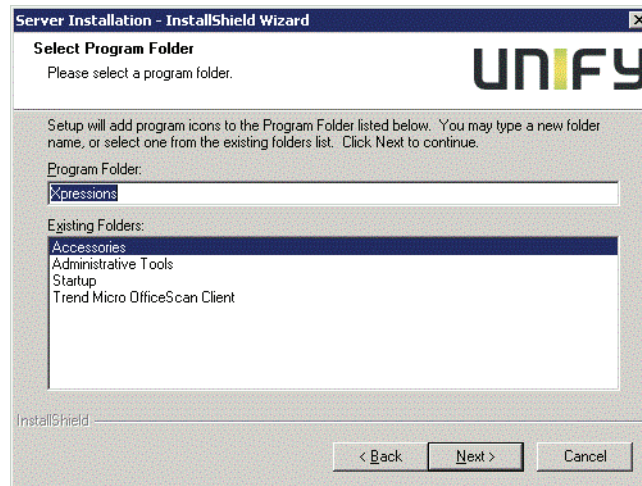 Server Installation - InstallShield Wizard
Select Program Folder
Please select a program folder.
UNIFY
Setup will add program icons to the Program Folder listed below. You may type a new folder
name, or select one from the existing folders list. Click Next to continue.
Program Folder:
Xpressions
Existing Folders:
Accessories
Administrative Tools
Startup
Trend Micro OfficeScan Client
InstallShield
< Back Next > Cancel